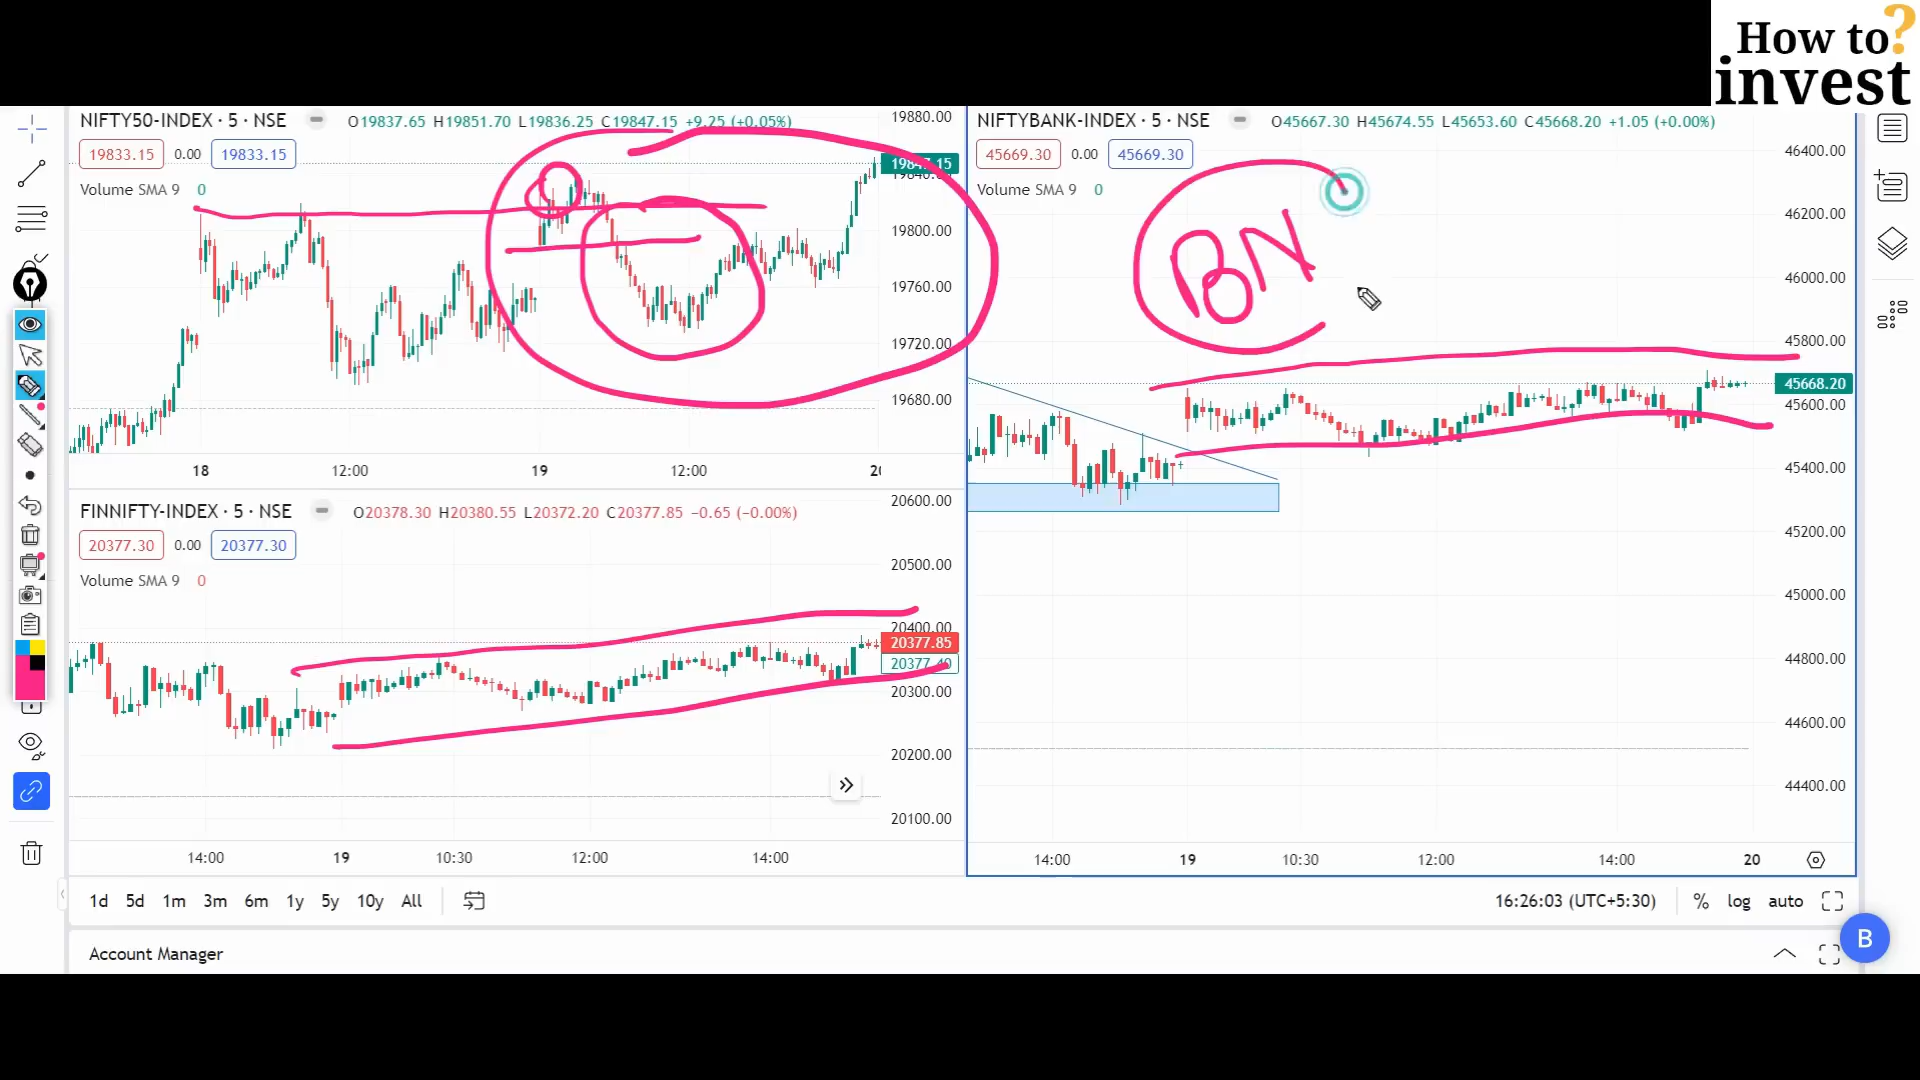 How to?
invest
NIFTY50-INDEX · 5 · NSE
O19837.65 H19851.70 L19836.25 C19847.15 +9.25 (+0.05%)
19833.15 0.00 19833.15
Volume SMA 9 0
19880.00
19847.15
19840.00
19800.00
19760.00
19720.00
19680.00
18 12:00 19 12:00 20
FINNIFTY-INDEX · 5 · NSE
O20378.30 H20380.55 L20372.20 C20377.85 −0.65 (−0.00%)
20377.30 0.00 20377.30
Volume SMA 9 0
20600.00
20500.00
20400.00
20377.85
20377.40
20300.00
20200.00
20100.00
14:00 19 10:30 12:00 14:00
NIFTYBANK-INDEX · 5 · NSE
O45667.30 H45674.55 L45653.60 C45668.20 +1.05 (+0.00%)
45669.30 0.00 45669.30
Volume SMA 9 0
BN
46400.00
46200.00
46000.00
45800.00
45668.20
45600.00
45400.00
45200.00
45000.00
44800.00
44600.00
44400.00
14:00 19 10:30 12:00 14:00 20
1d 5d 1m 3m 6m 1y 5y 10y All
16:26:03 (UTC+5:30) % log auto
Account Manager
B